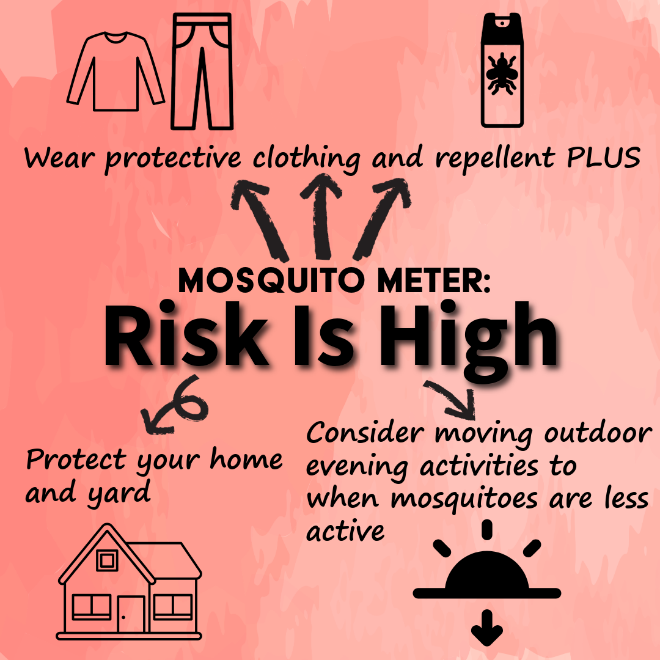 Wear protective clothing and repellent PLUS
MOSQUITO METER:
Risk Is High
Protect your home
and yard
Consider moving outdoor
evening activities to
when mosquitoes are less
active